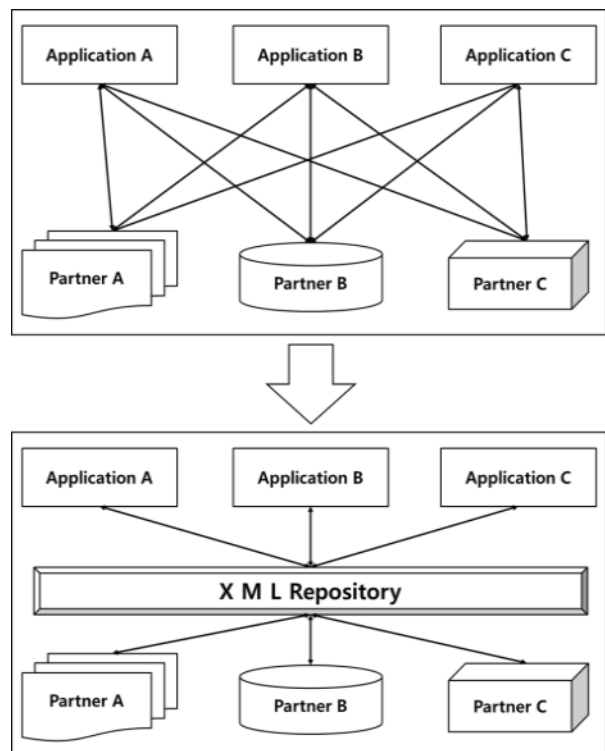 Application A
Application B
Application C
Partner A
Partner B
Partner C
Application A
Application B
Application C
X M L Repository
Partner A
Partner B
Partner C